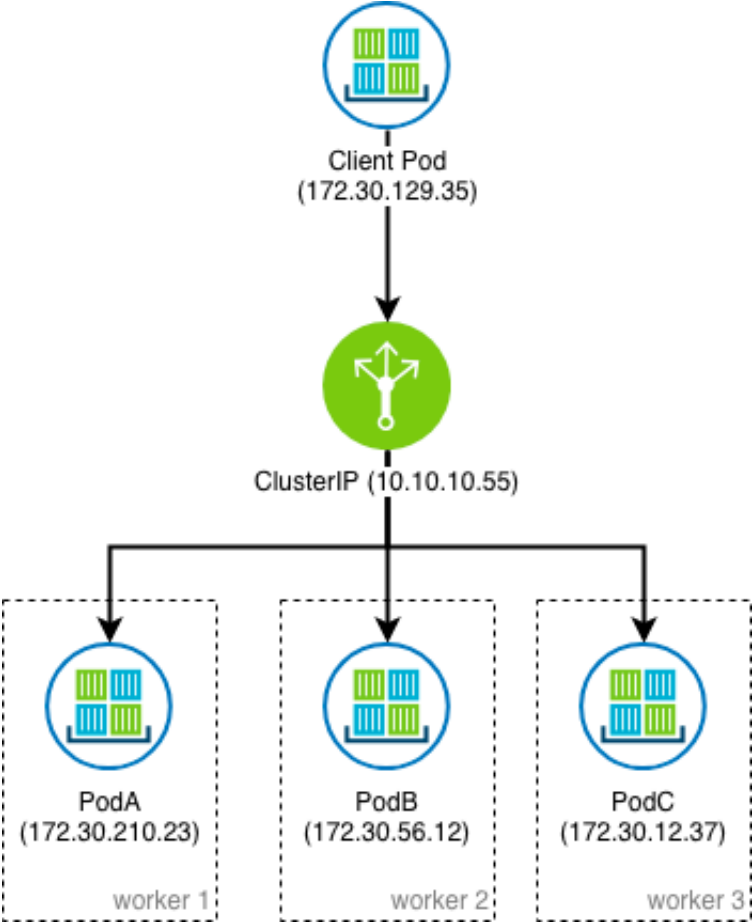 Client Pod
(172.30.129.35)
ClusterIP (10.10.10.55)
PodA
(172.30.210.23)
worker 1
PodB
(172.30.56.12)
worker 2
PodC
(172.30.12.37)
worker 3